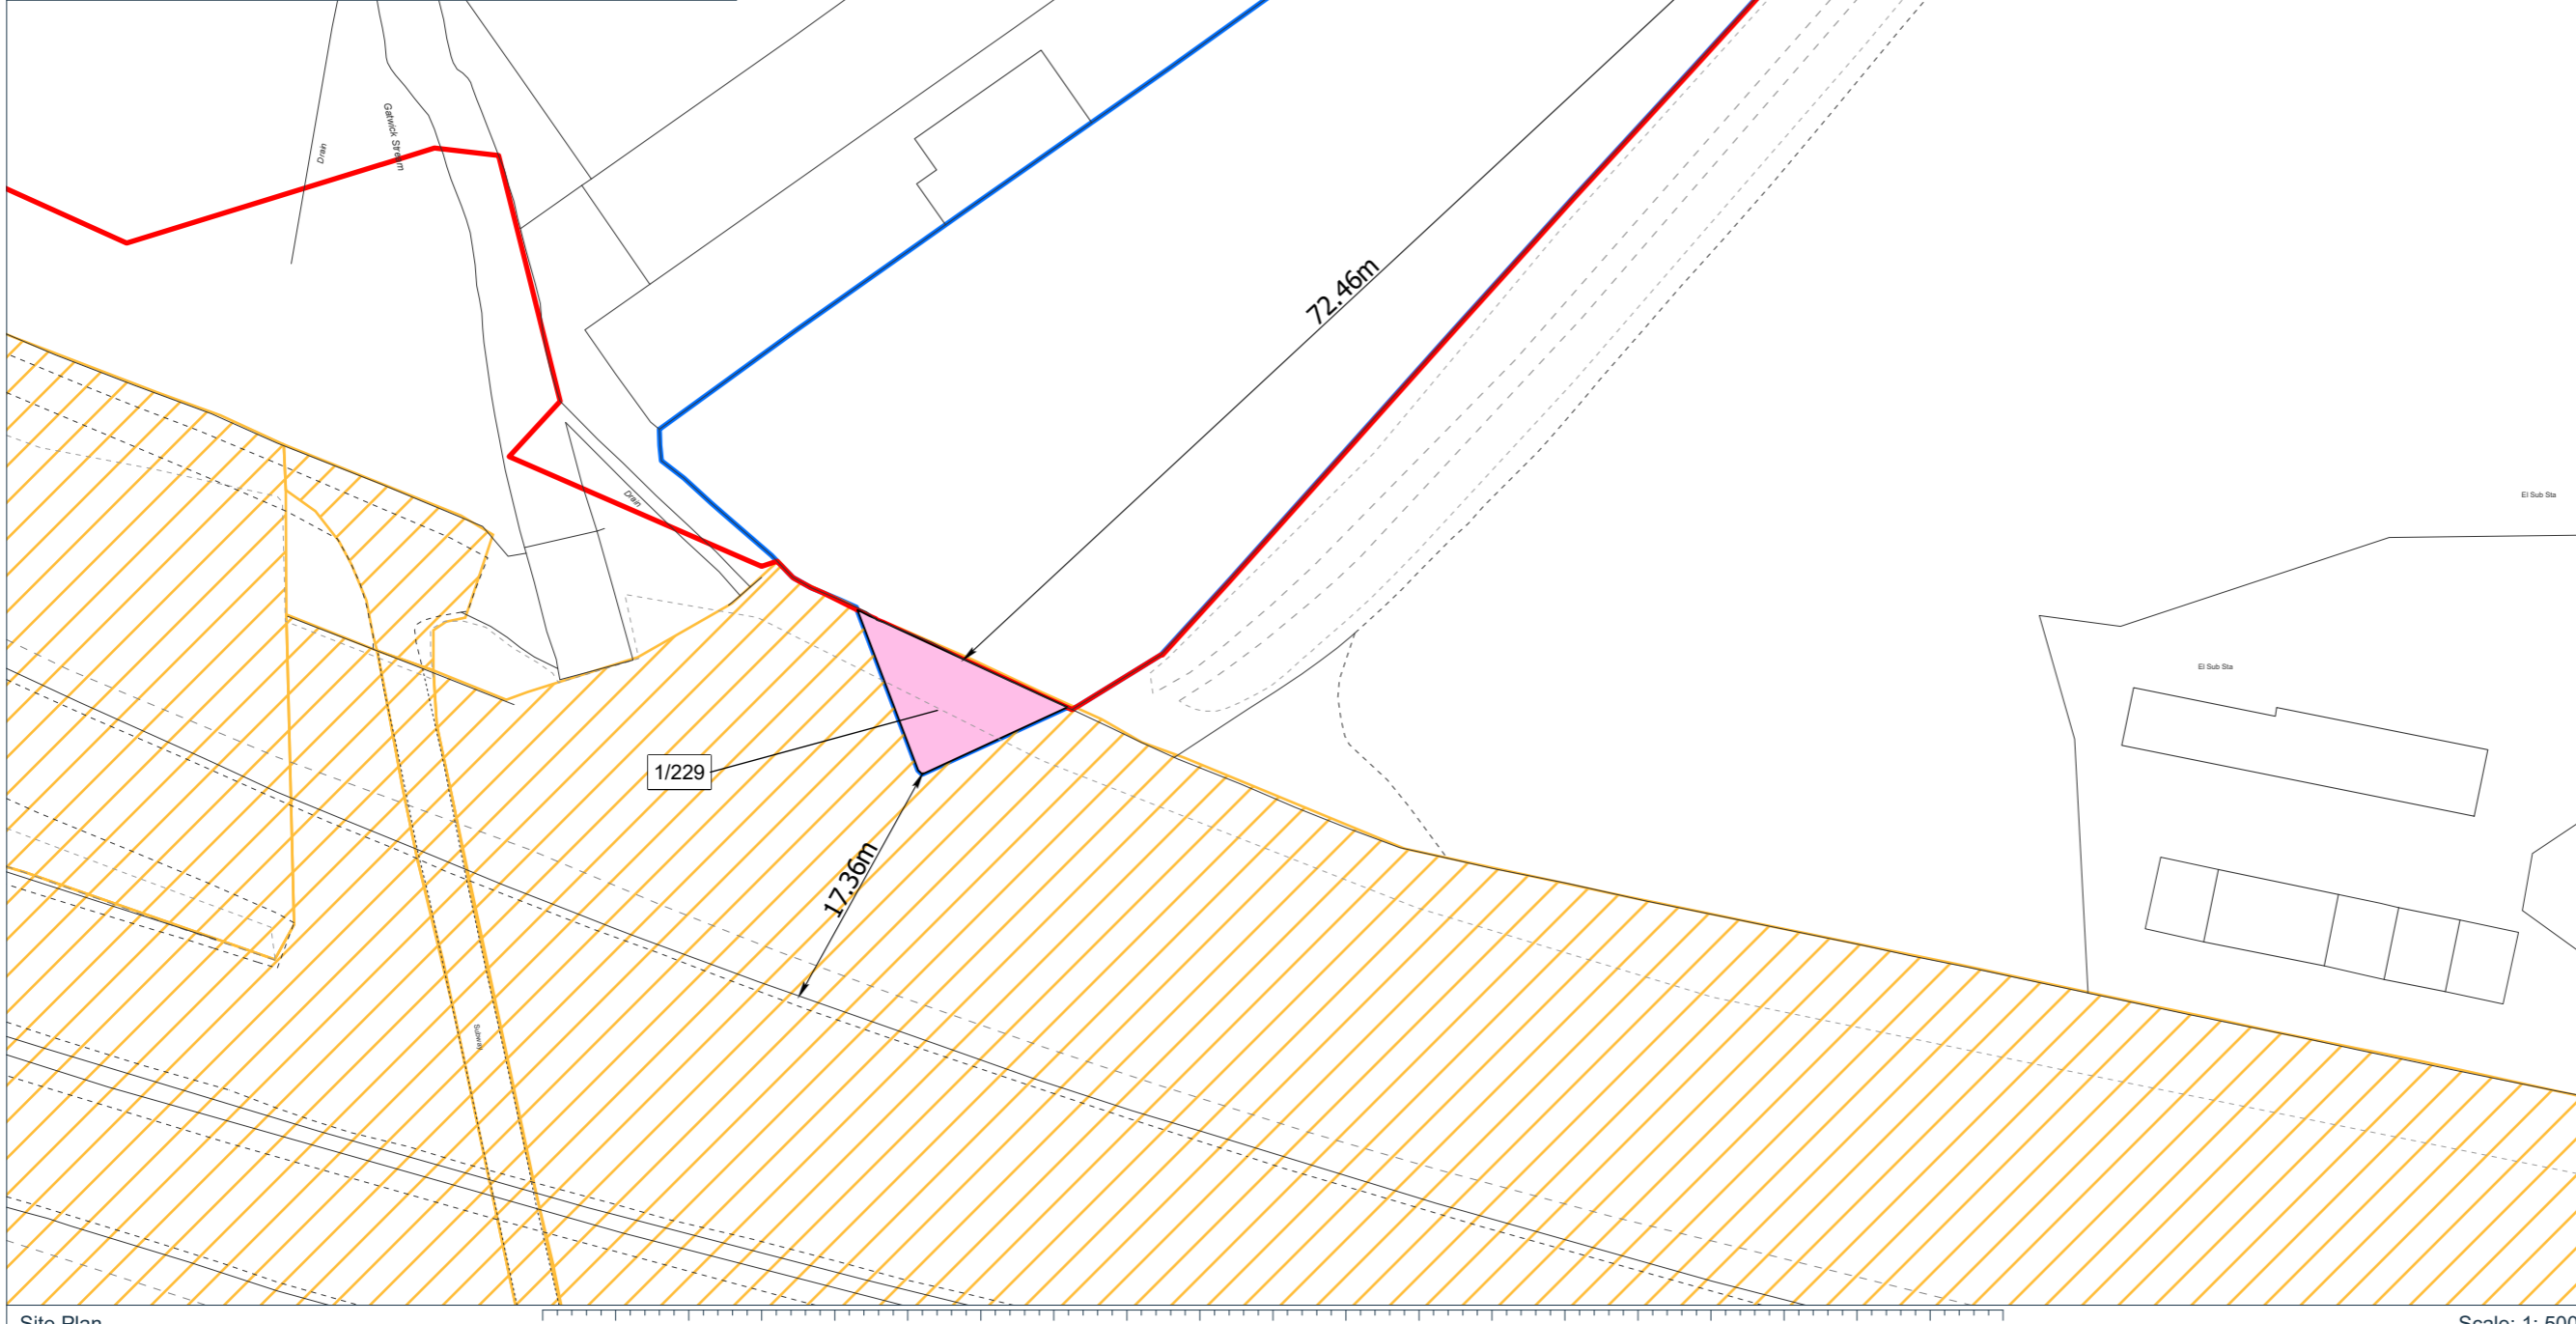 Drain
Gatwick Stream
72.46m
Drain
El Sub Sta
El Sub Sta
1/229
17.36m
Subway
Site Plan
Scale: 1: 500